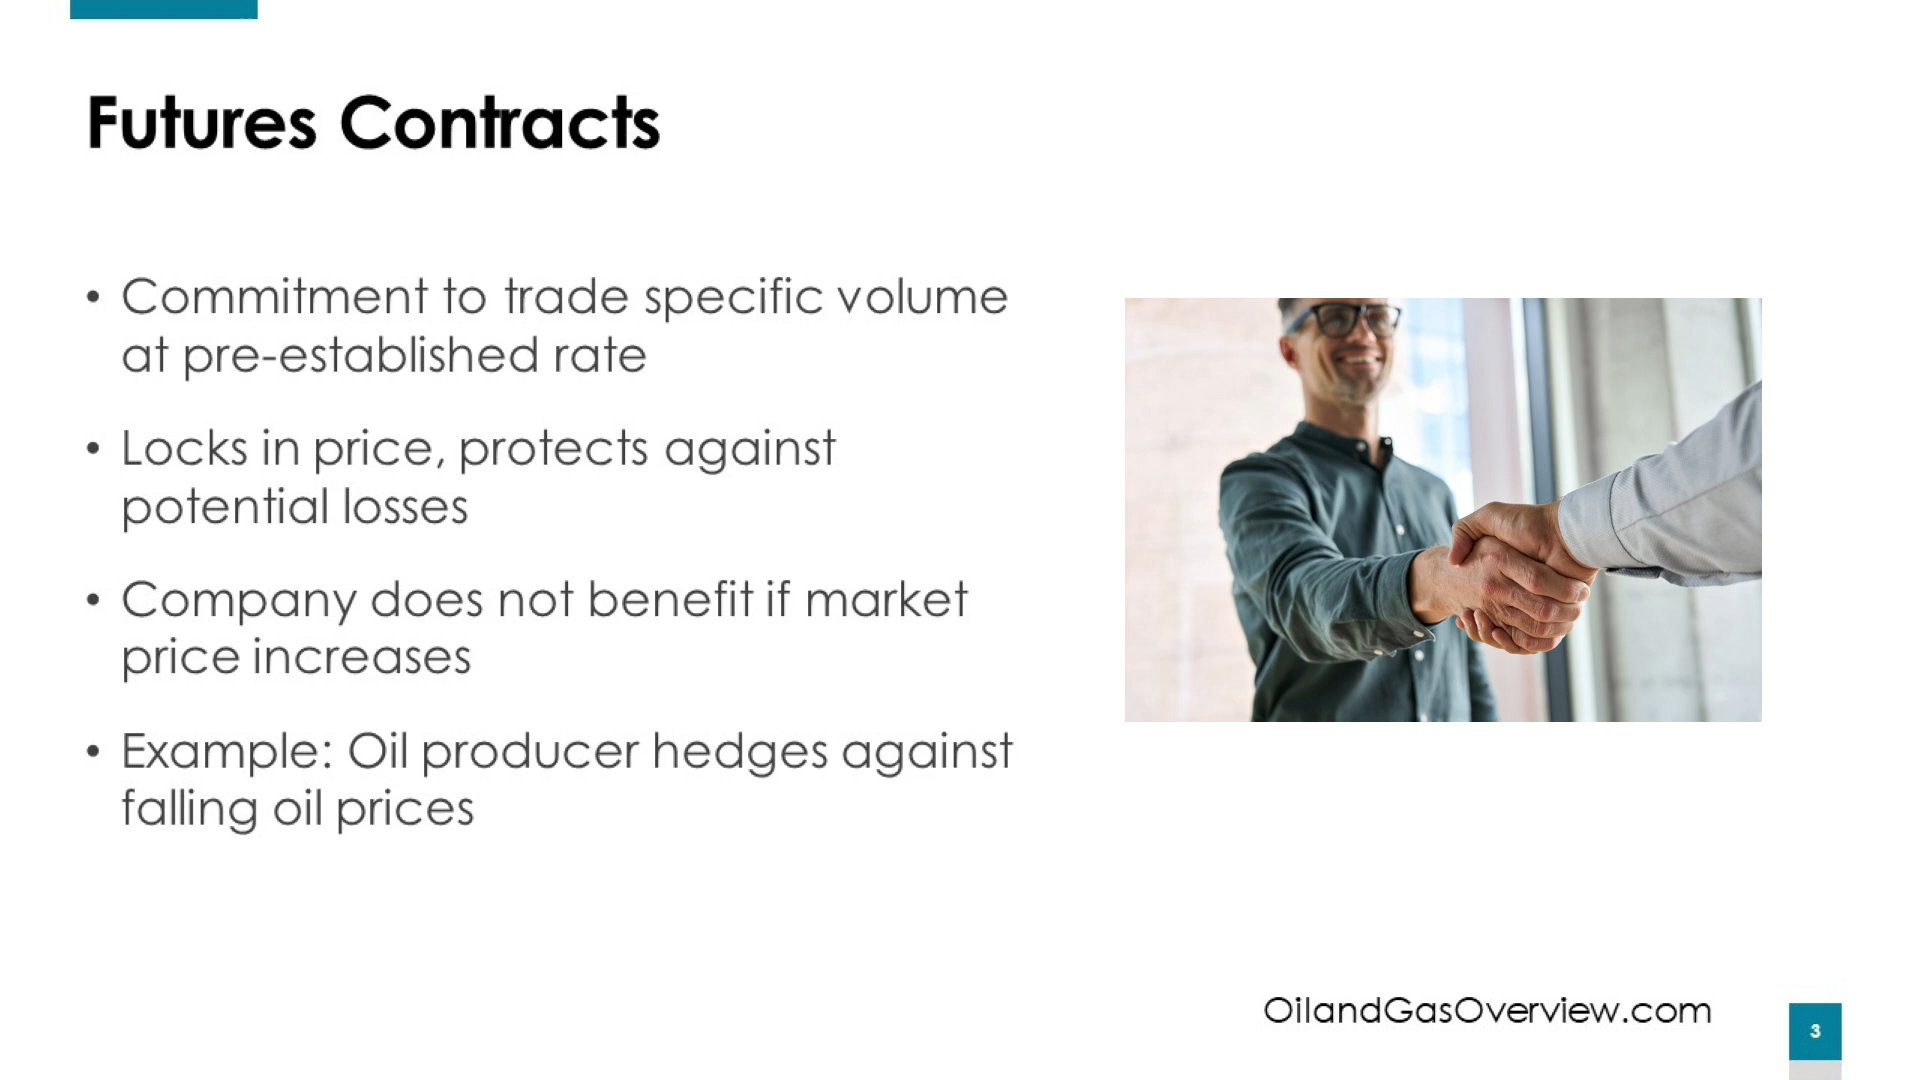 Futures Contracts
• Commitment to trade specific volume
at pre-established rate
• Locks in price, protects against
potential losses
• Company does not benefit if market
price increases
• Example: Oil producer hedges against
falling oil prices
OilandGasOverview.com
3